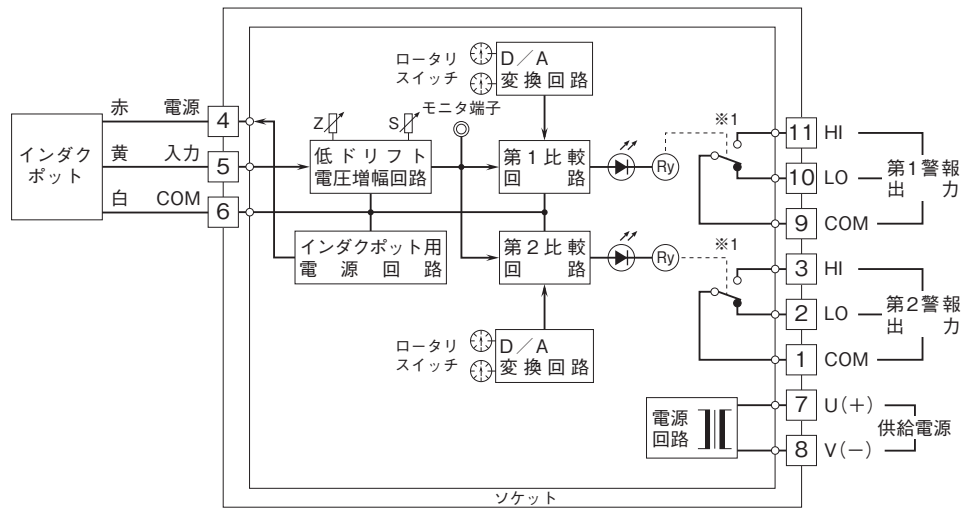 ロータリ
スイッチ
D／A
変換回路
モニタ端子
Z
S
赤 電源
4
インダク
ポット
黄 入力
5
白 COM
6
低ドリフト
電圧増幅回路
第1比較
回路
Ry
※1
11 HI
10 LO
9 COM
第1警報
出力
インダクポット用
電源回路
第2比較
回路
Ry
※1
3 HI
2 LO
1 COM
第2警報
出力
ロータリ
スイッチ
D／A
変換回路
電源
回路
7 U(＋)
8 V(－)
供給電源
ソケット